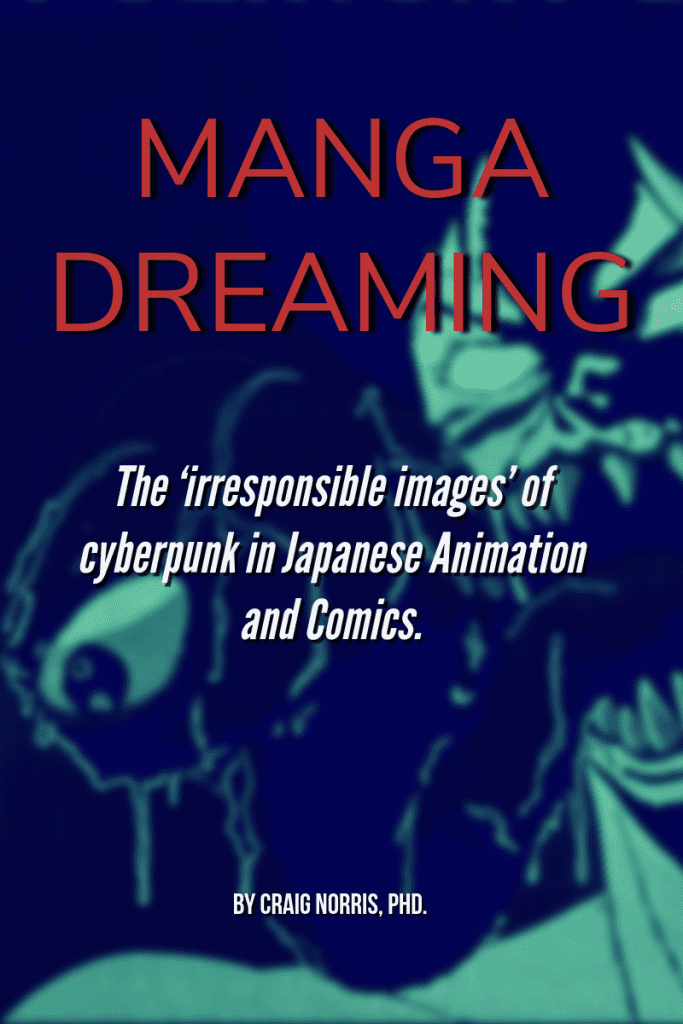 MANGA
DREAMING
The ‘irresponsible images’ of
cyberpunk in Japanese Animation
and Comics.
BY CRAIG NORRIS, PHD.